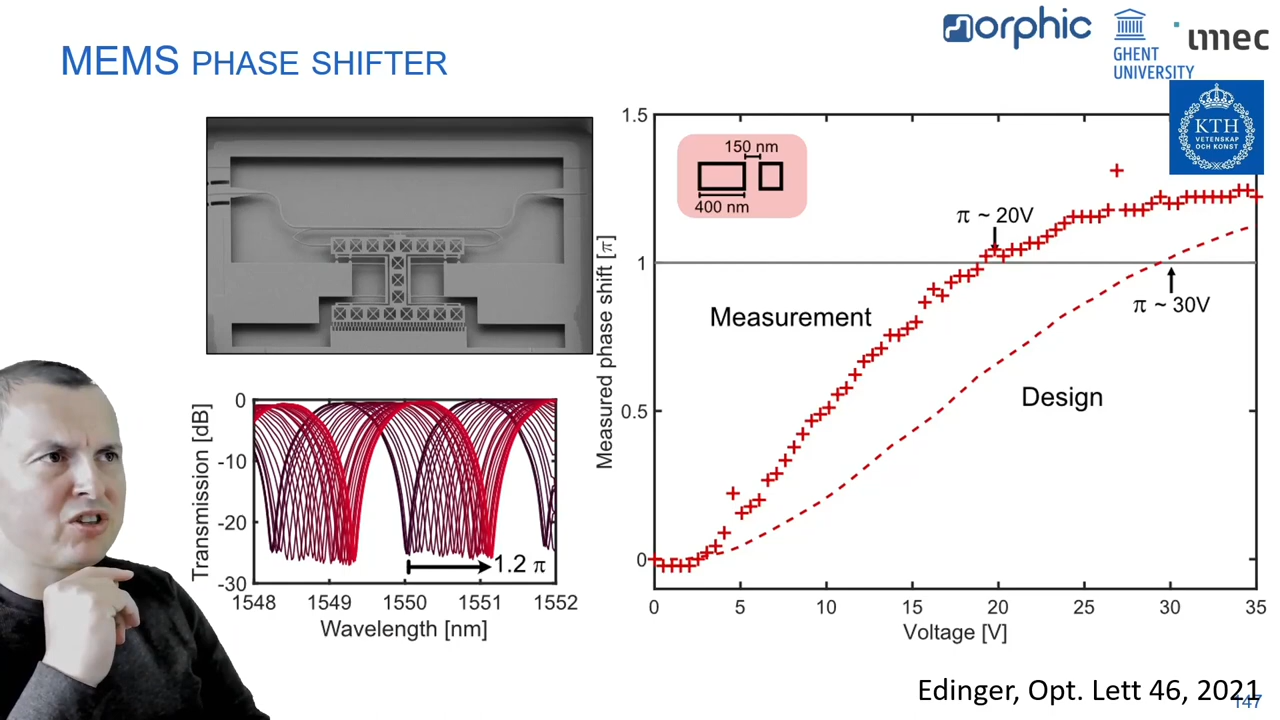 MEMS PHASE SHIFTER
morphic
GHENT
UNIVERSITY
imec
KTH
VETENSKAP
OCH KONST
150 nm
400 nm
π ~ 20V
π ~ 30V
Measurement
Design
Measured phase shift [π]
1.5
1
0.5
0
0 5 10 15 20 25 30 35
Voltage [V]
Transmission [dB]
0
-10
-20
-30
1.2 π
1548 1549 1550 1551 1552
Wavelength [nm]
Edinger, Opt. Lett 46, 2021
147